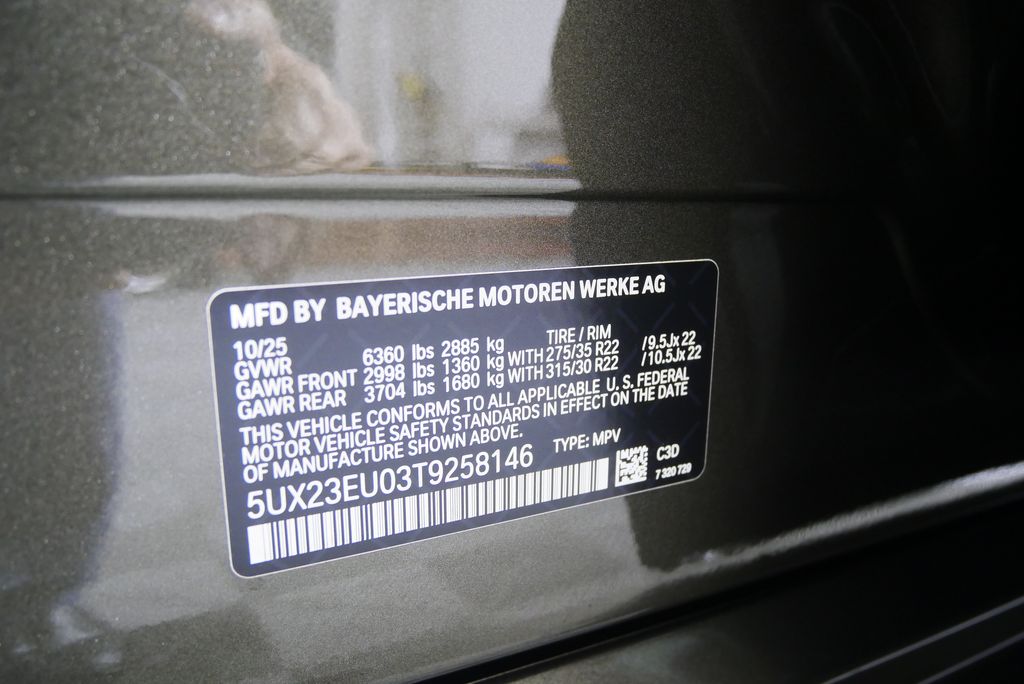 MFD BY BAYERISCHE MOTOREN WERKE AG
10/25 TIRE / RIM
GVWR 6360 lbs 2885 kg
GAWR FRONT 2998 lbs 1360 kg WITH 275/35 R22 /9.5Jx 22
GAWR REAR 3704 lbs 1680 kg WITH 315/30 R22 /10.5Jx 22
THIS VEHICLE CONFORMS TO ALL APPLICABLE U. S. FEDERAL
MOTOR VEHICLE SAFETY STANDARDS IN EFFECT ON THE DATE
OF MANUFACTURE SHOWN ABOVE. TYPE: MPV
5UX23EU03T9258146
C3D
7 320 729